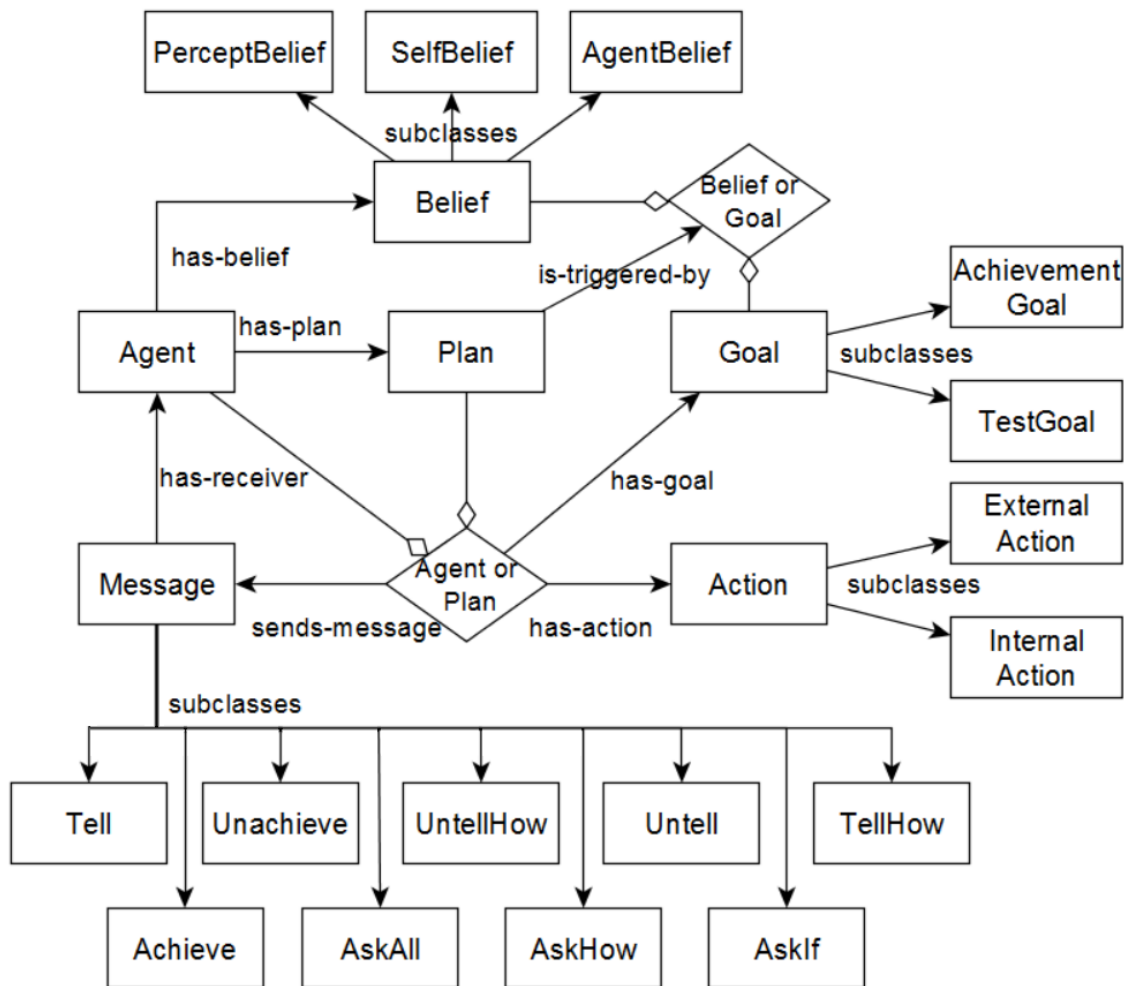 PerceptBelief
SelfBelief
AgentBelief
subclasses
Belief
Belief or
Goal
has-belief
is-triggered-by
Achievement
Goal
has-plan
Agent
Plan
Goal
subclasses
TestGoal
has-receiver
has-goal
External
Action
Message
Agent or
Plan
Action
subclasses
sends-message
has-action
Internal
Action
subclasses
Tell
Unachieve
UntellHow
Untell
TellHow
Achieve
AskAll
AskHow
AskIf